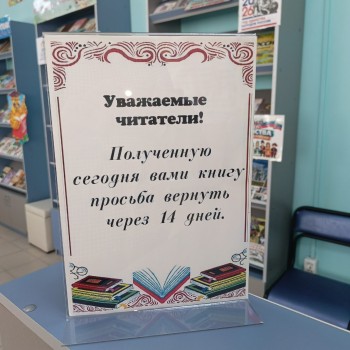 Уважаемые
читатели!
Полученную
сегодня вами книгу
просьба вернуть
через 14 дней.